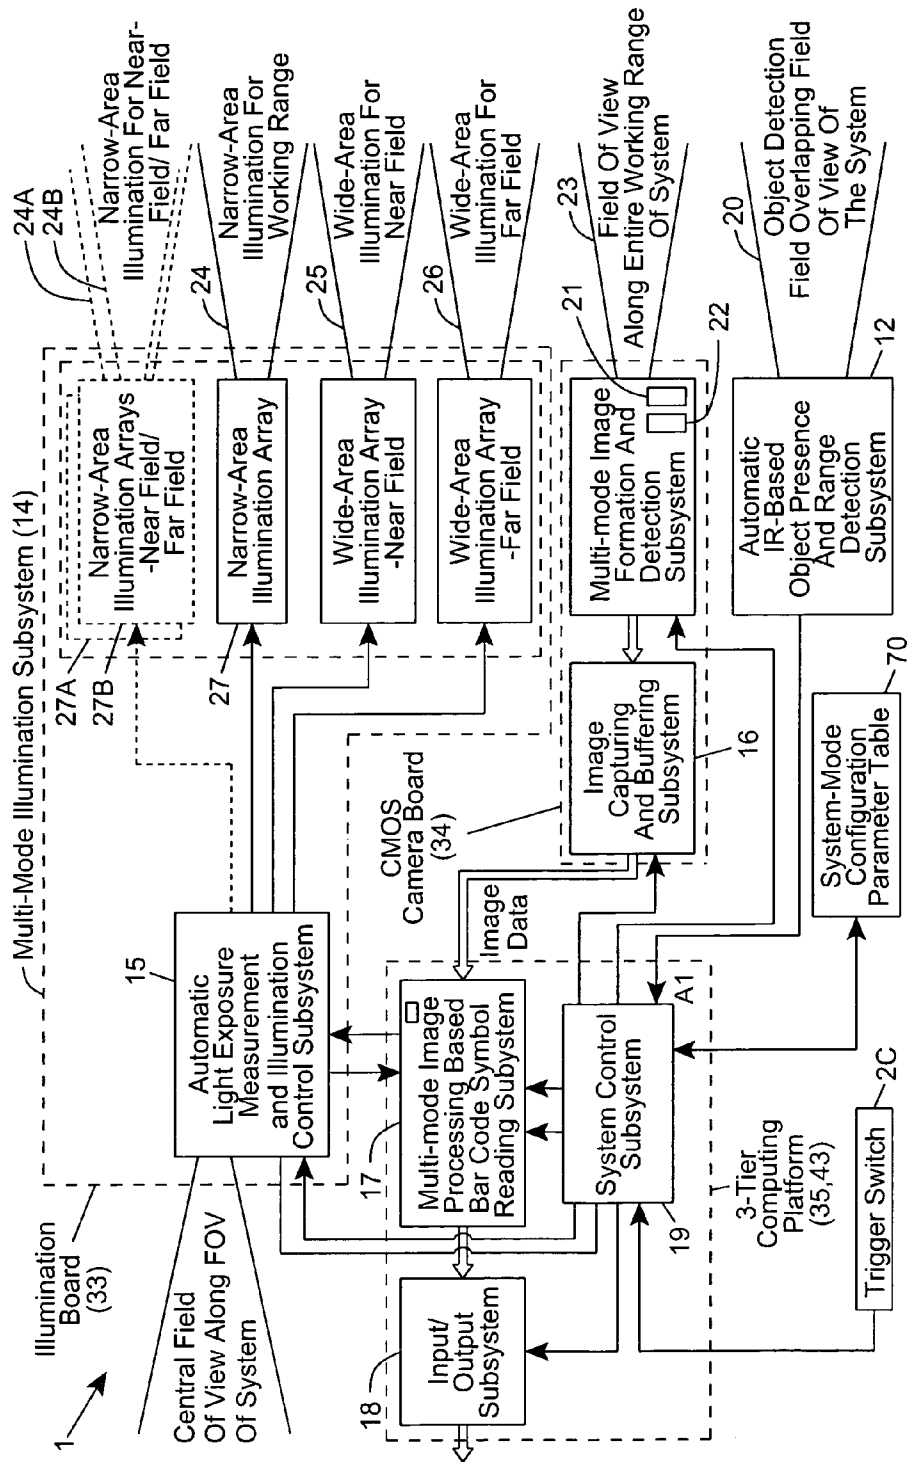 Multi-Mode Illumination Subsystem (14)
Illumination
Board
(33)
1
Central Field
Of View Along FOV
Of System
15
Automatic
Light Exposure
Measurement
and Illumination
Control Subsystem
27A
27B
Narrow-Area
Illumination Arrays
-Near Field/
Far Field
24A
24B
Narrow-Area
Illumination For Near-
Field/ Far Field
27
Narrow-Area
Illumination Array
24
Narrow-Area
Illumination For
Working Range
Wide-Area
Illumination Array
-Near Field
25
Wide-Area
Illumination For
Near Field
Wide-Area
Illumination Array
-Far Field
26
Wide-Area
Illumination For
Far Field
CMOS
Camera Board
(34)
Image
Data
Image
Capturing
And Buffering
Subsystem
16
Multi-mode Image
Formation And
Detection
Subsystem
21
22
23
Field Of View
Along Entire Working Range
Of System
17
Multi-mode Image
Processing Based
Bar Code Symbol
Reading Subystem
18
Input/
Output
Subsystem
System Control
Subsystem
19
A1
3-Tier
Computing
Platform
(35,43)
Automatic
IR-Based
Object Presence
And Range
Detection
Subsystem
12
20
Object Detection
Field Overlapping Field
Of View Of
The System
System-Mode
Configuration
Parameter Table
70
Trigger Switch
2C